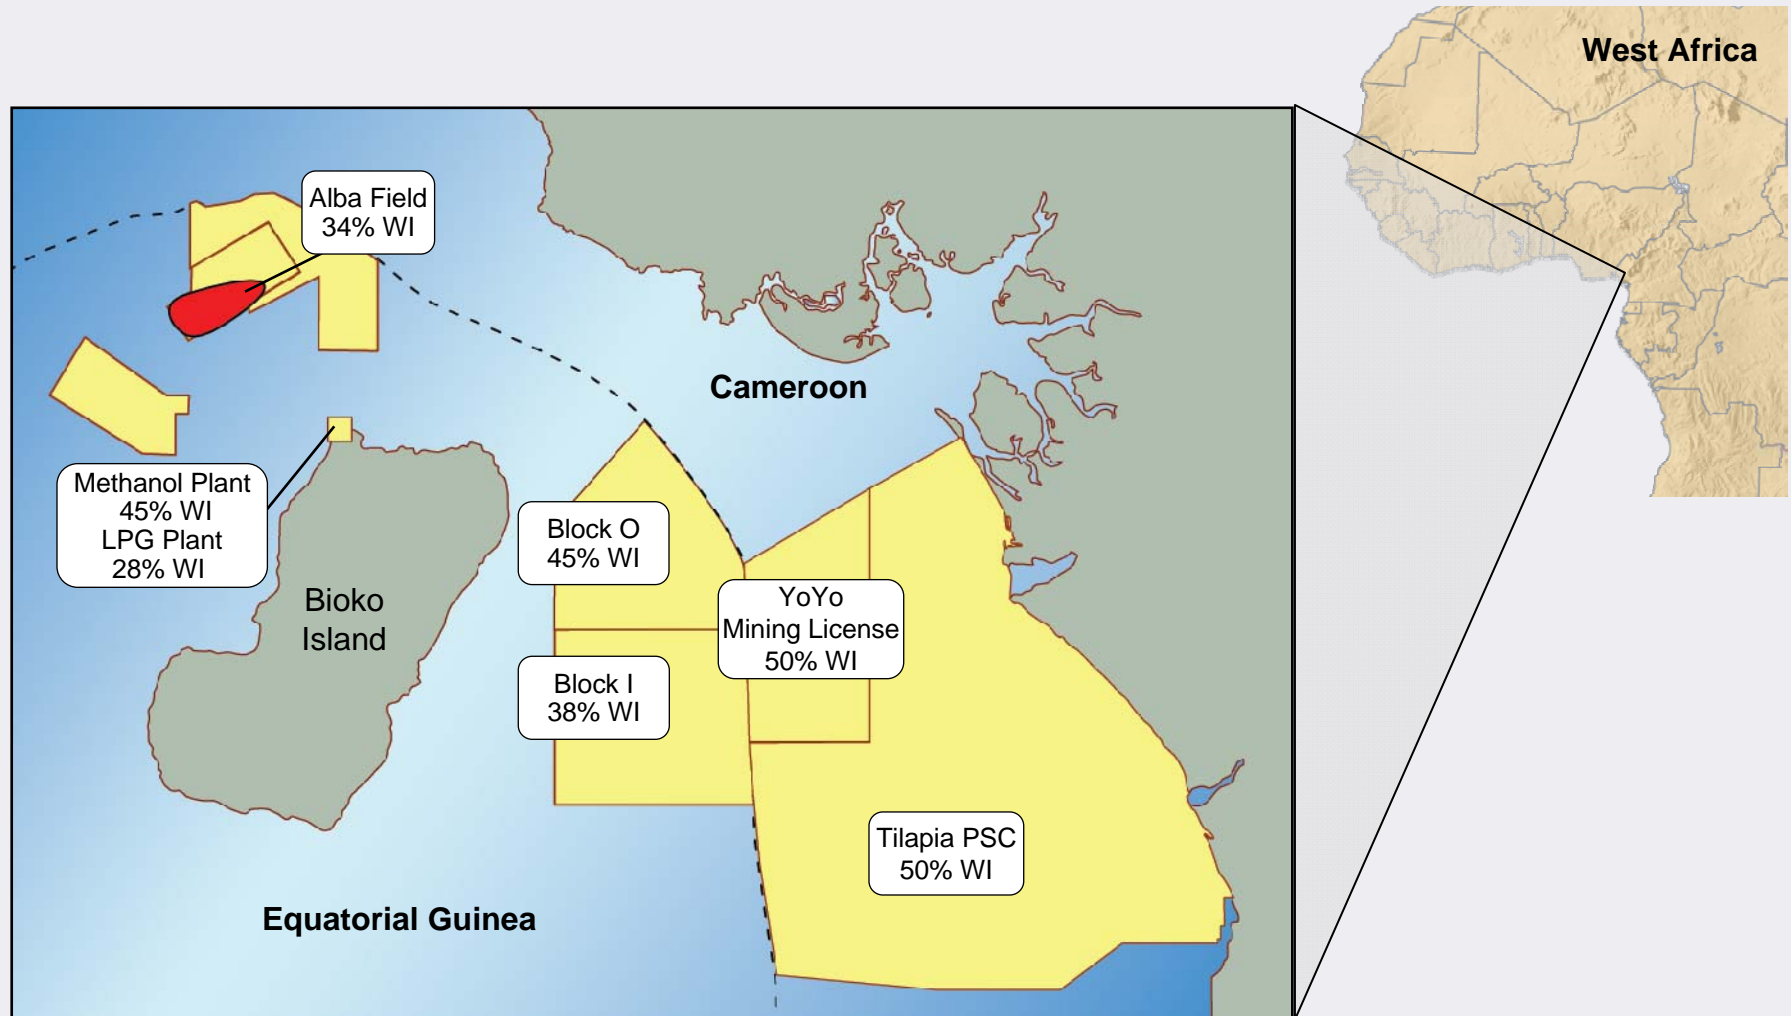 West Africa
Alba Field
34% WI
Cameroon
Methanol Plant
45% WI
LPG Plant
28% WI
Block O
45% WI
Bioko
Island
YoYo
Mining License
50% WI
Block I
38% WI
Tilapia PSC
50% WI
Equatorial Guinea